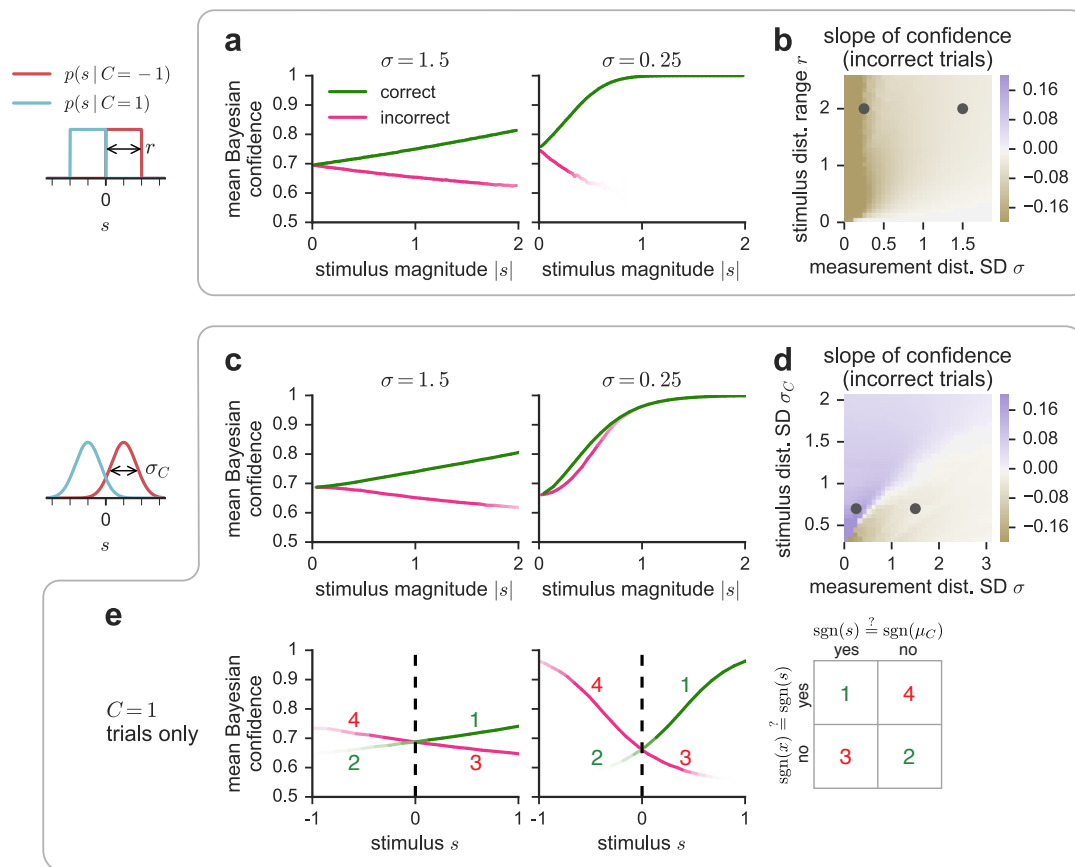 p(s | C = −1)
p(s | C = 1)
r
0
s
a
σ = 1.5
σ = 0.25
correct
incorrect
mean Bayesian
confidence
1
0.9
0.8
0.7
0.6
0.5
0 1 2
0 1 2
stimulus magnitude |s|
stimulus magnitude |s|
b
slope of confidence
(incorrect trials)
stimulus dist. range r
2
1
0
0 0.5 1.5
measurement dist. SD σ
0.16
0.08
0.00
−0.08
−0.16
σC
0
s
c
σ = 1.5
σ = 0.25
mean Bayesian
confidence
1
0.9
0.8
0.7
0.6
0.5
0 1 2
0 1 2
stimulus magnitude |s|
stimulus magnitude |s|
d
slope of confidence
(incorrect trials)
stimulus dist. SD σC
2
1.5
1
0.5
0 1 2 3
measurement dist. SD σ
0.16
0.08
0.00
−0.08
−0.16
e
C = 1
trials only
mean Bayesian
confidence
1
0.9
0.8
0.7
0.6
0.5
4 1
2 3
-1 0 1
stimulus s
4 1
2 3
-1 0 1
stimulus s
sgn(s) ≟ sgn(μC)
yes no
sgn(x) ≟ sgn(s)
yes
no
1 4
3 2